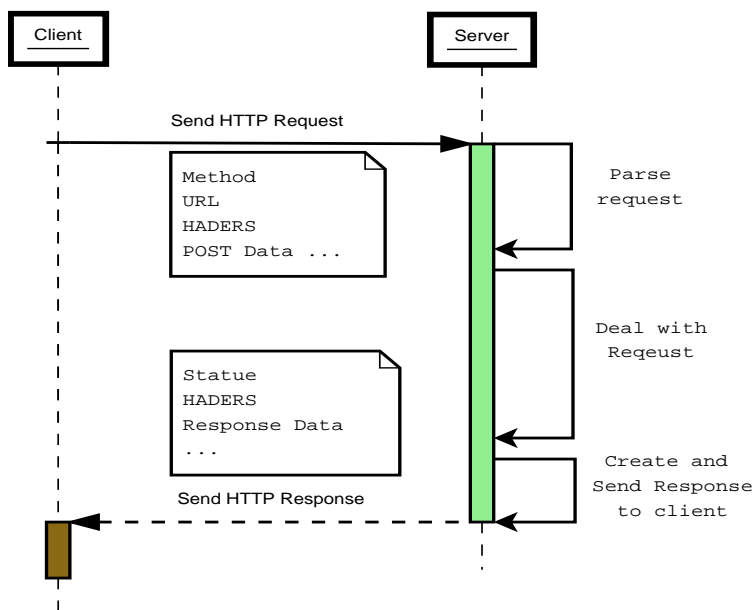 Client
Server
Send HTTP Request
Method
URL
HADERS
POST Data ...
Parse
request
Deal with
Reqeust
Statue
HADERS
Response Data
...
Create and
Send Response
to client
Send HTTP Response